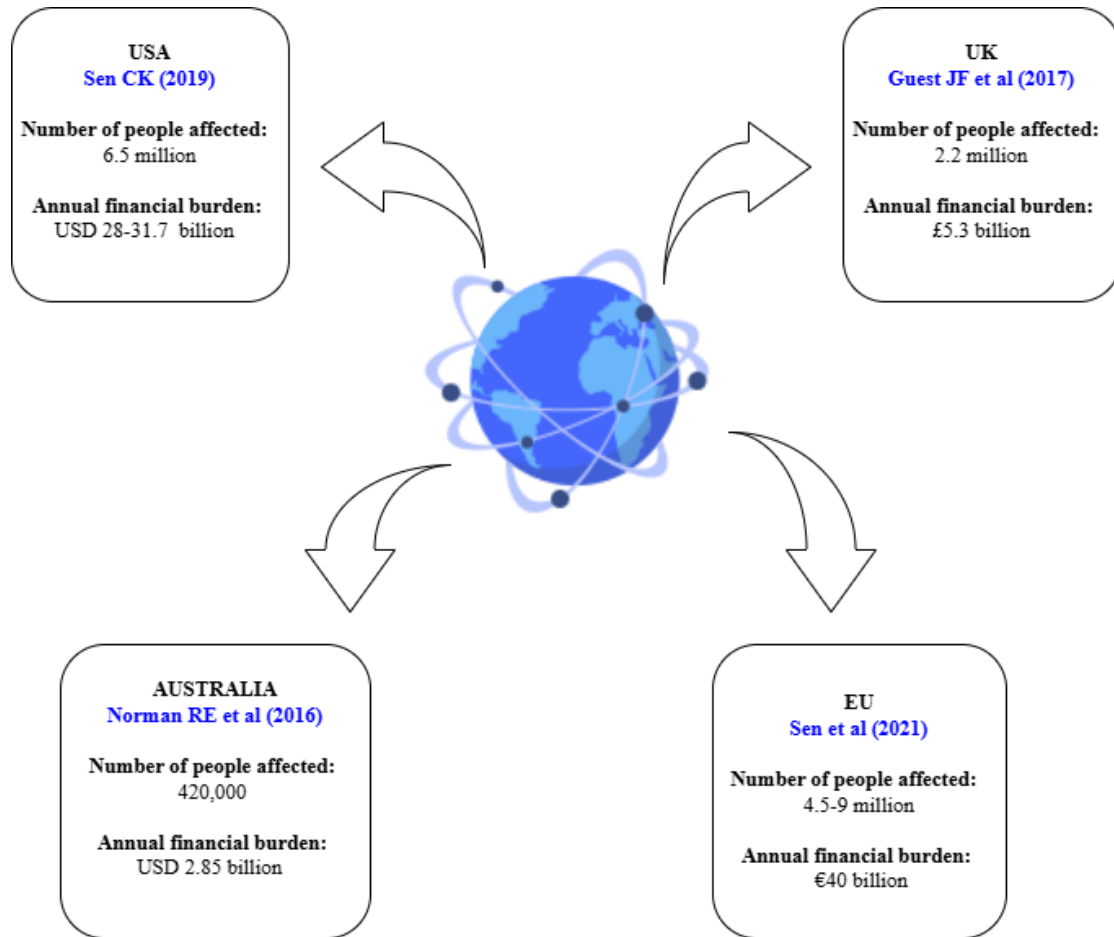 USA
Sen CK (2019)
Number of people affected:
6.5 million
Annual financial burden:
USD 28-31.7 billion
UK
Guest JF et al (2017)
Number of people affected:
2.2 million
Annual financial burden:
£5.3 billion
AUSTRALIA
Norman RE et al (2016)
Number of people affected:
420,000
Annual financial burden:
USD 2.85 billion
EU
Sen et al (2021)
Number of people affected:
4.5-9 million
Annual financial burden:
€40 billion